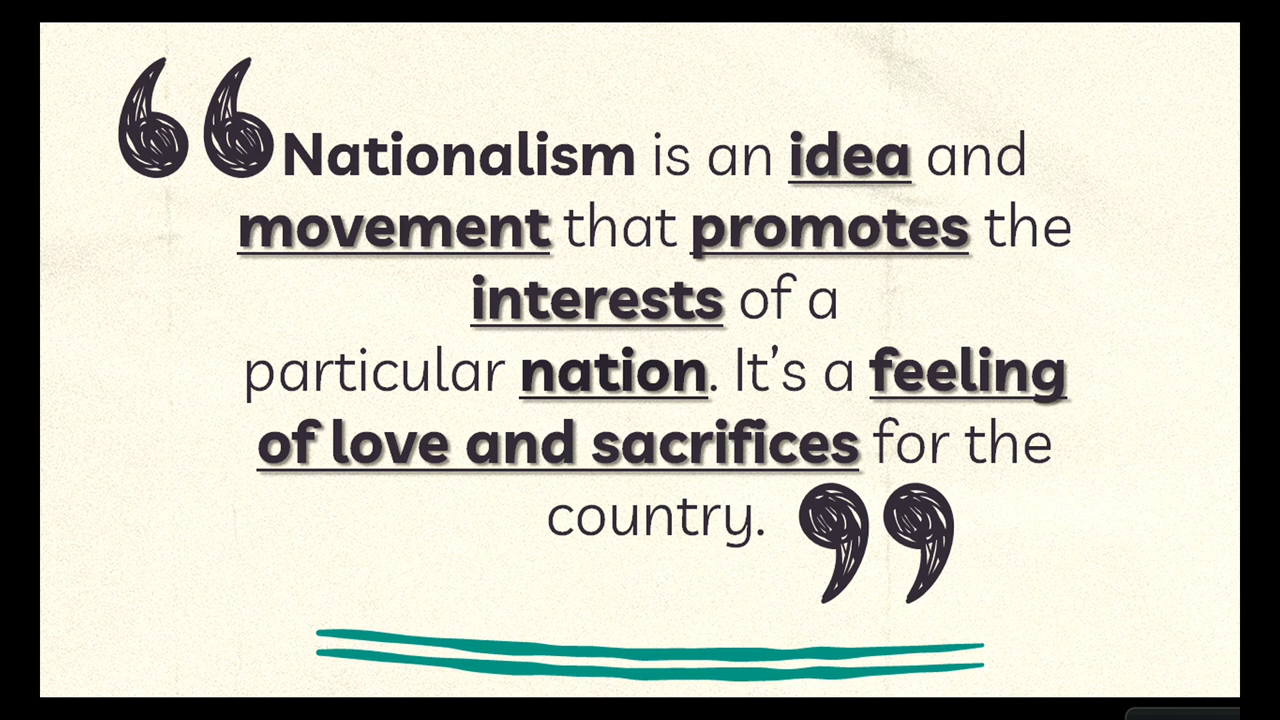 “Nationalism is an idea and
movement that promotes the
interests of a
particular nation. It’s a feeling
of love and sacrifices for the
country. ”